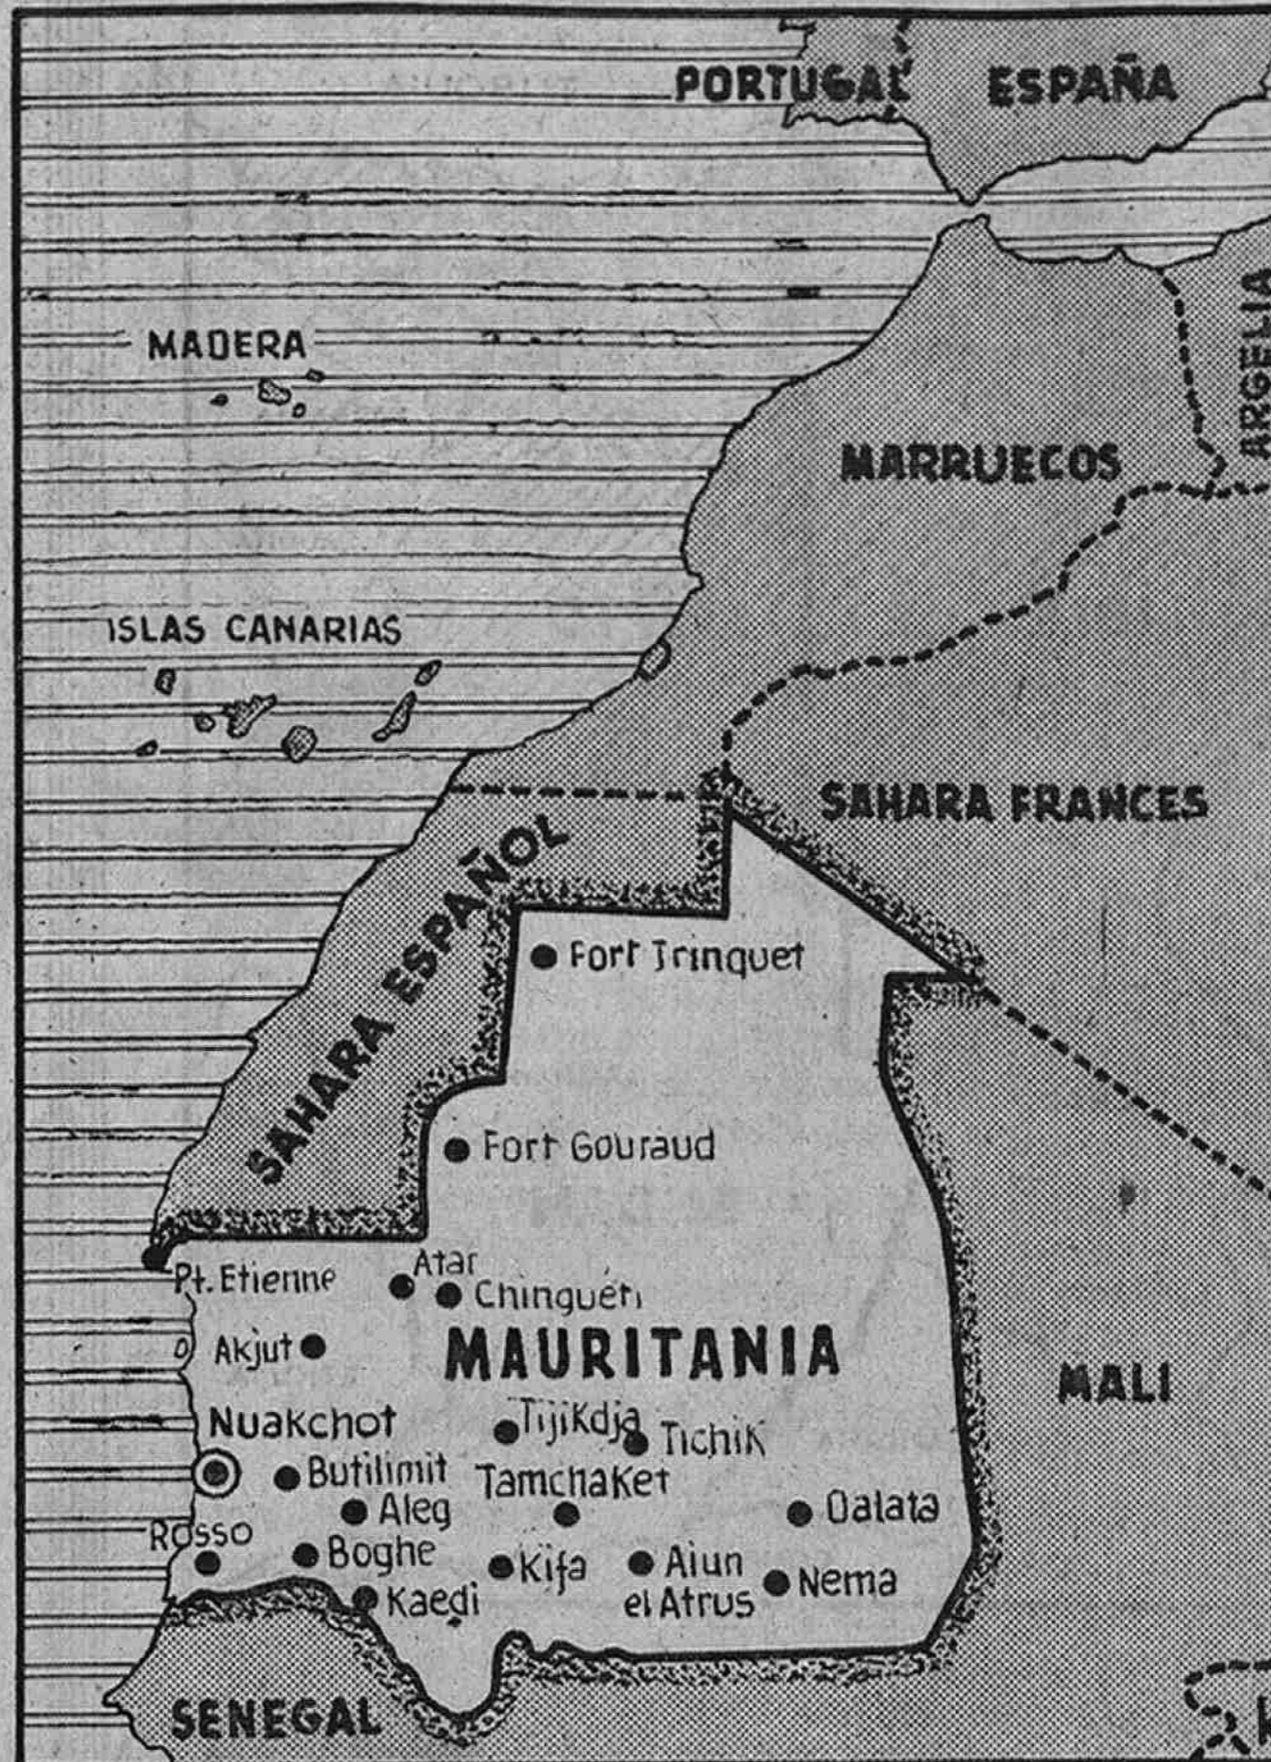 PORTUGAL
ESPAÑA
MADERA
ARGELIA
MARRUECOS
ISLAS CANARIAS
SAHARA FRANCES
SAHARA ESPAÑOL
Fort Trinquet
Fort Gouraud
Pt. Etienne
Atar
Chingueti
Akjut
MAURITANIA
MALI
Nuakchot
Tijikdja
Tichik
Butilimit
Tamchaket
Aleg
Oalata
Rosso
Boghe
Kifa
Aiun
el Atrus
Nema
Kaedi
SENEGAL